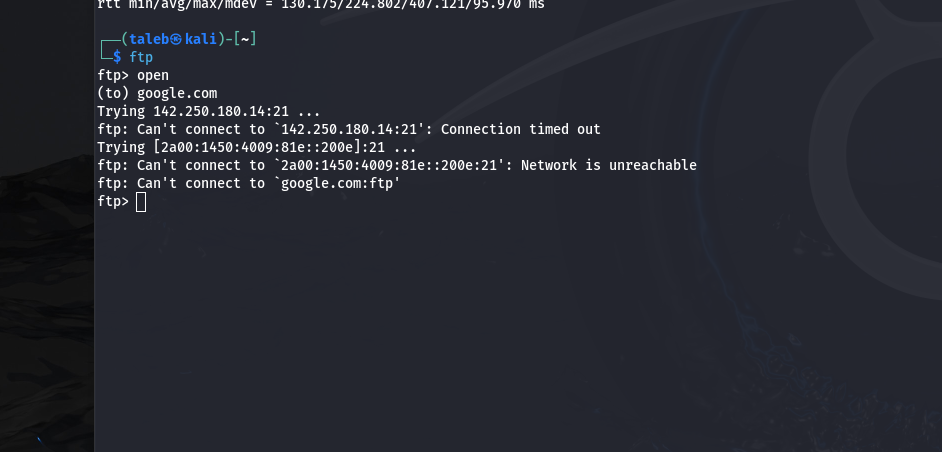 rtt min/avg/max/mdev = 130.175/224.802/407.121/95.970 ms
┌──(taleb㉿kali)-[~]
└─$ ftp
ftp> open
(to) google.com
Trying 142.250.180.14:21 ...
ftp: Can't connect to `142.250.180.14:21': Connection timed out
Trying [2a00:1450:4009:81e::200e]:21 ...
ftp: Can't connect to `2a00:1450:4009:81e::200e:21': Network is unreachable
ftp: Can't connect to `google.com:ftp'
ftp>